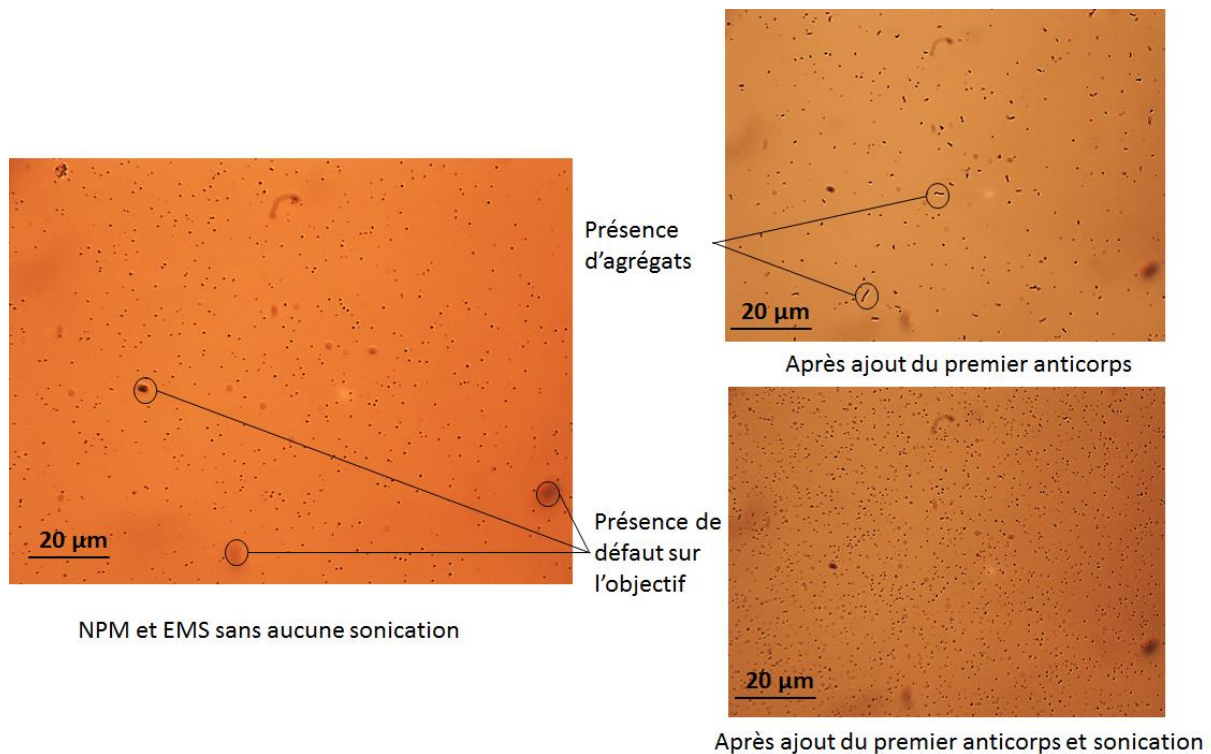 20 µm
NPM et EMS sans aucune sonication
Présence
d'agrégats
20 µm
Après ajout du premier anticorps
Présence de
défaut sur
l'objectif
20 µm
Après ajout du premier anticorps et sonication